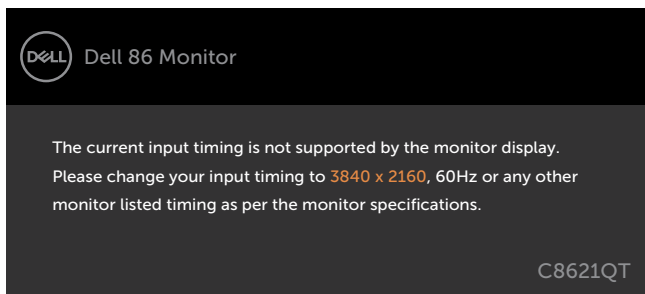 DELL
Dell 86 Monitor
The current input timing is not supported by the monitor display.
Please change your input timing to 3840 x 2160, 60Hz or any other
monitor listed timing as per the monitor specifications.
C8621QT